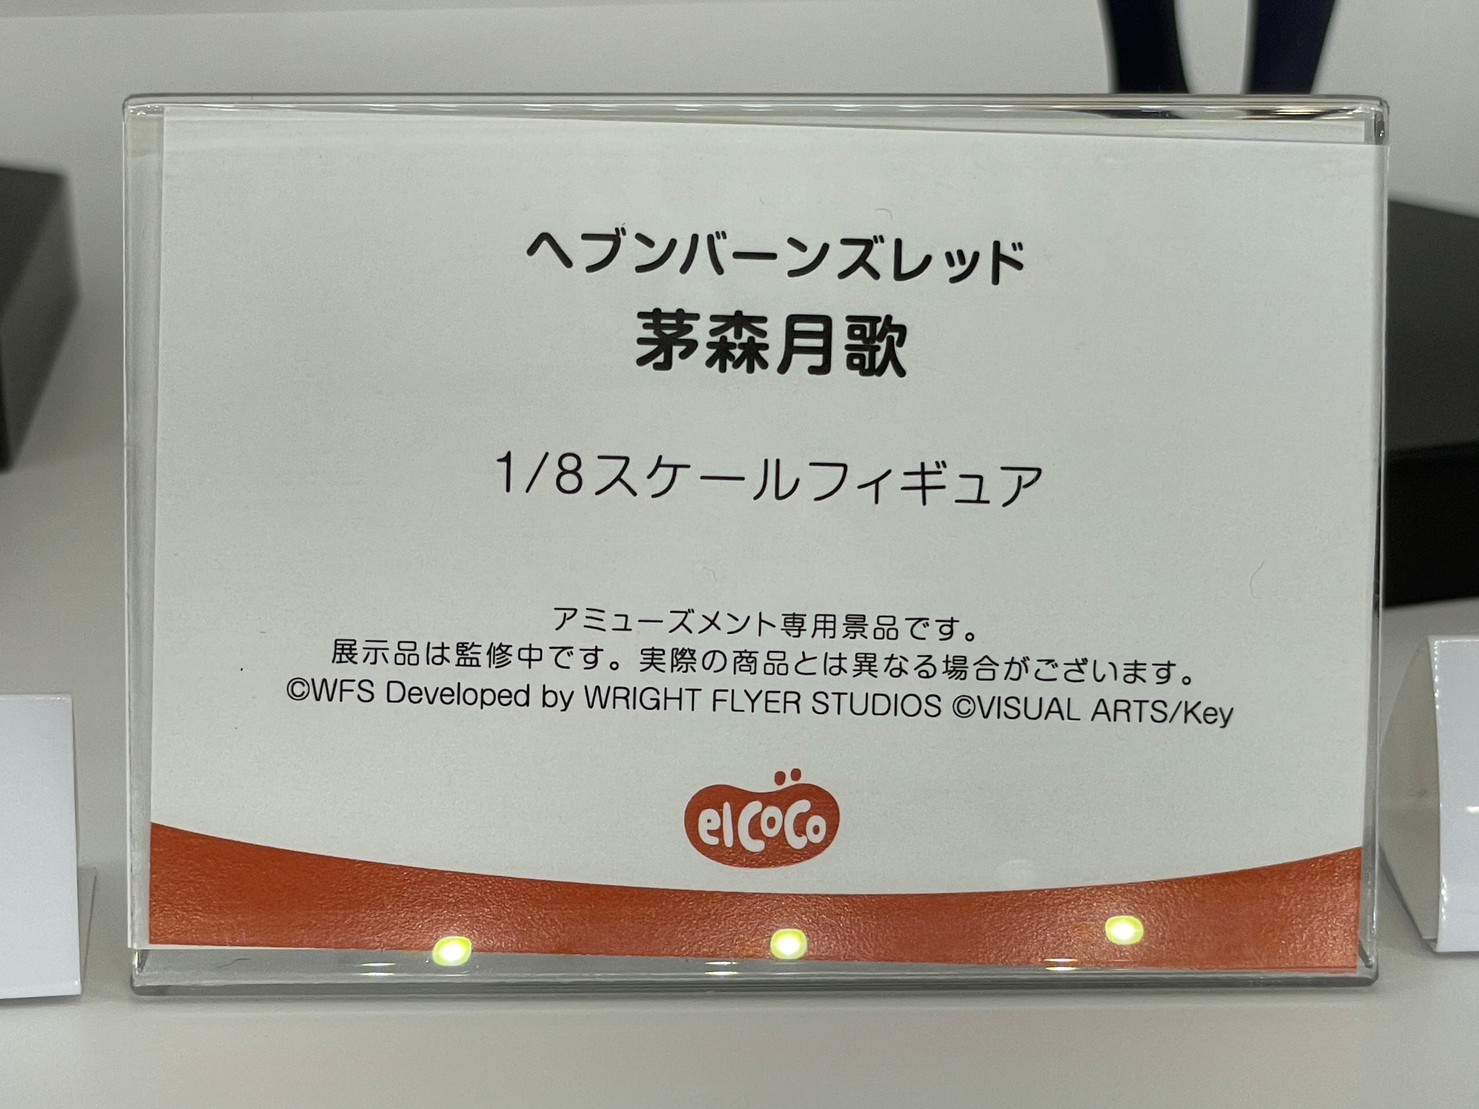 ヘブンバーンズレッド
茅森月歌
1/8スケールフィギュア
アミューズメント専用景品です。
展示品は監修中です。実際の商品とは異なる場合がございます。
©WFS Developed by WRIGHT FLYER STUDIOS ©VISUAL ARTS/Key
elcoco